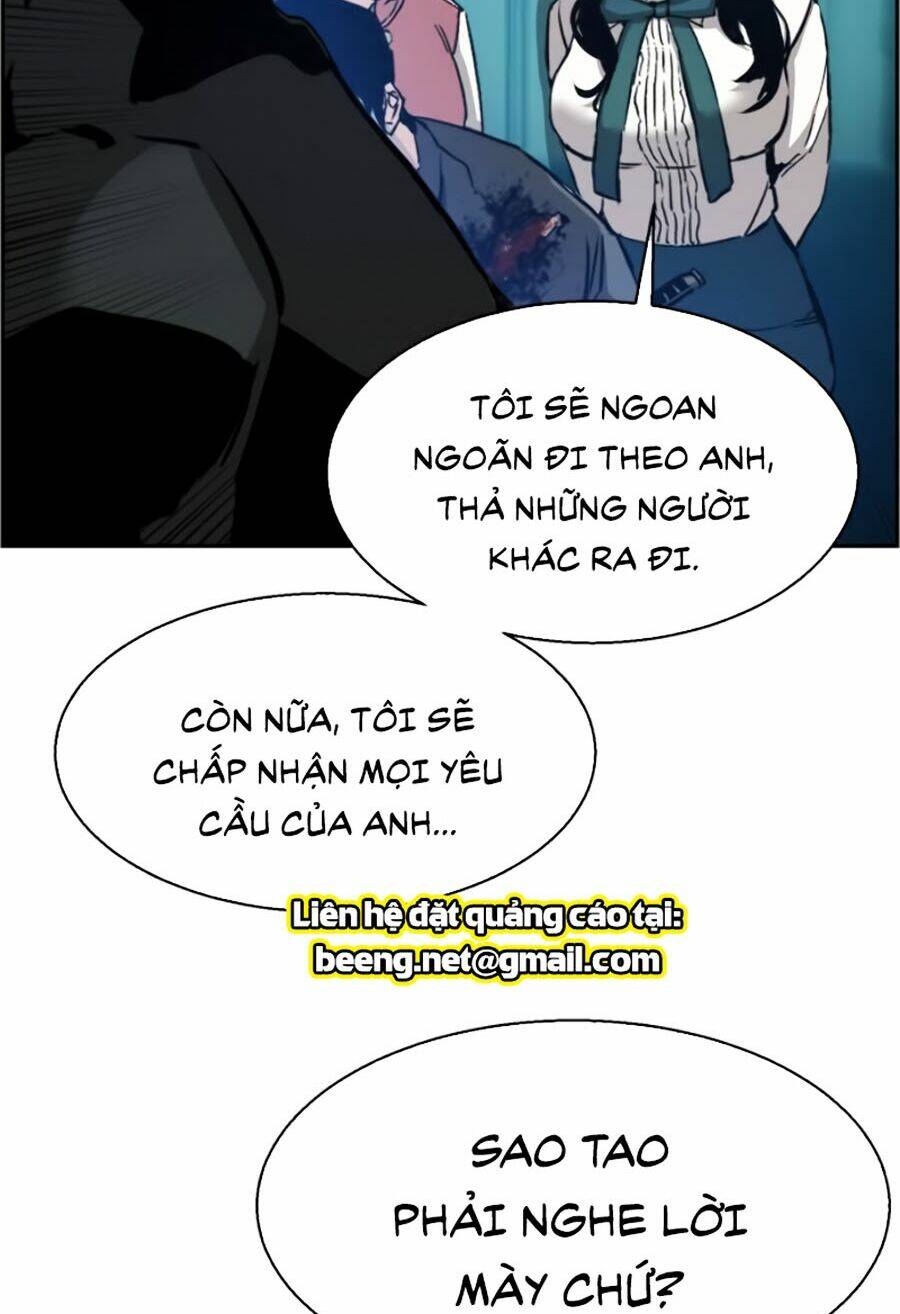 TÔI SẼ NGOAN
NGOÃN ĐI THEO ANH,
THẢ NHỮNG NGƯỜI
KHÁC RA ĐI.
CÒN NỮA, TÔI SẼ
CHẤP NHẬN MỌI YÊU
CẦU CỦA ANH...
Liên hệ đặt quảng cáo tại:
beeng.net@gmail.com
SAO TAO
PHẢI NGHE LỜI
MÀY CHỨ?